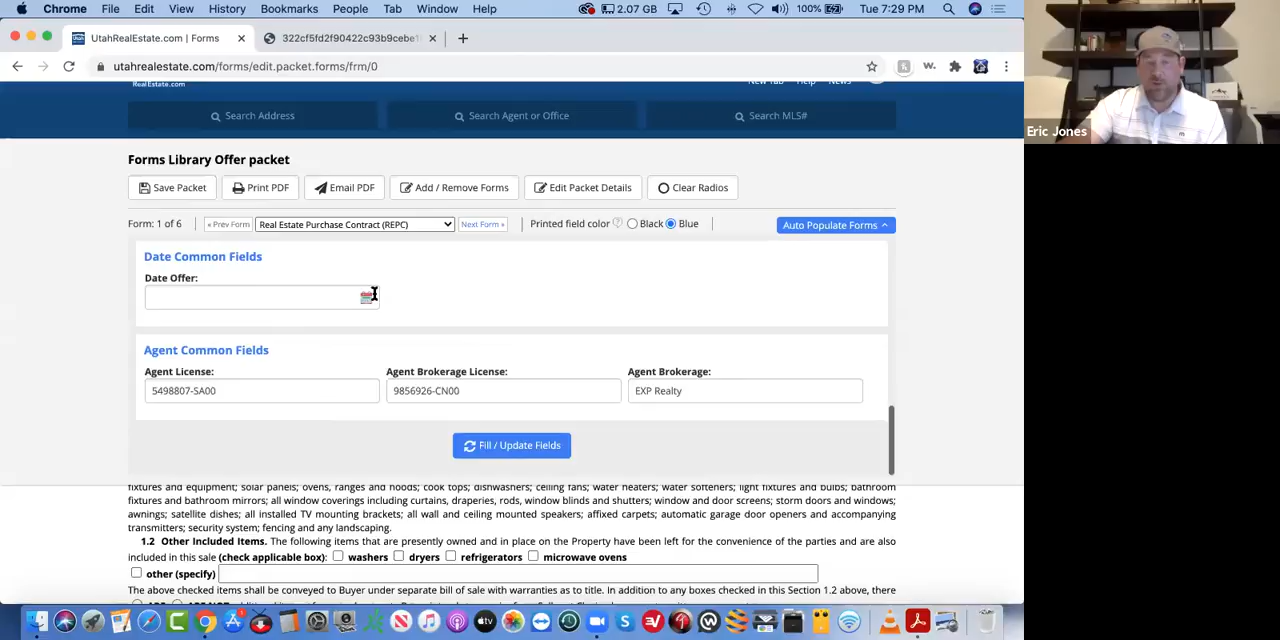 Chrome File Edit View History Bookmarks People Tab Window Help 2.07 GB 100% Tue 7:29 PM
UtahRealEstate.com | Forms 322cf5fd2f90422c93b9cebe1
utahrealestate.com/forms/edit.packet.forms/frm/0
RealEstate.com New Tab Help News
Search Address Search Agent or Office Search MLS#
Eric Jones
Forms Library Offer packet
Save Packet Print PDF Email PDF Add / Remove Forms Edit Packet Details Clear Radios
Form: 1 of 6 « Prev Form Real Estate Purchase Contract (REPC) Next Form » Printed field color Black Blue Auto Populate Forms
Date Common Fields
Date Offer:
Agent Common Fields
Agent License: Agent Brokerage License: Agent Brokerage:
5498807-SA00 9856926-CN00 EXP Realty
Fill / Update Fields
fixtures and equipment; solar panels; ovens, ranges and hoods; cook tops; dishwashers; ceiling fans; water heaters; water softeners; light fixtures and bulbs; bathroom
fixtures and bathroom mirrors; all window coverings including curtains, draperies, rods, window blinds and shutters; window and door screens; storm doors and windows;
awnings; satellite dishes; all installed TV mounting brackets; all wall and ceiling mounted speakers; affixed carpets; automatic garage door openers and accompanying
transmitters; security system; fencing and any landscaping.
1.2 Other Included Items. The following items that are presently owned and in place on the Property have been left for the convenience of the parties and are also
included in this sale (check applicable box): washers dryers refrigerators microwave ovens
other (specify)
The above checked items shall be conveyed to Buyer under separate bill of sale with warranties as to title. In addition to any boxes checked in this Section 1.2 above, there